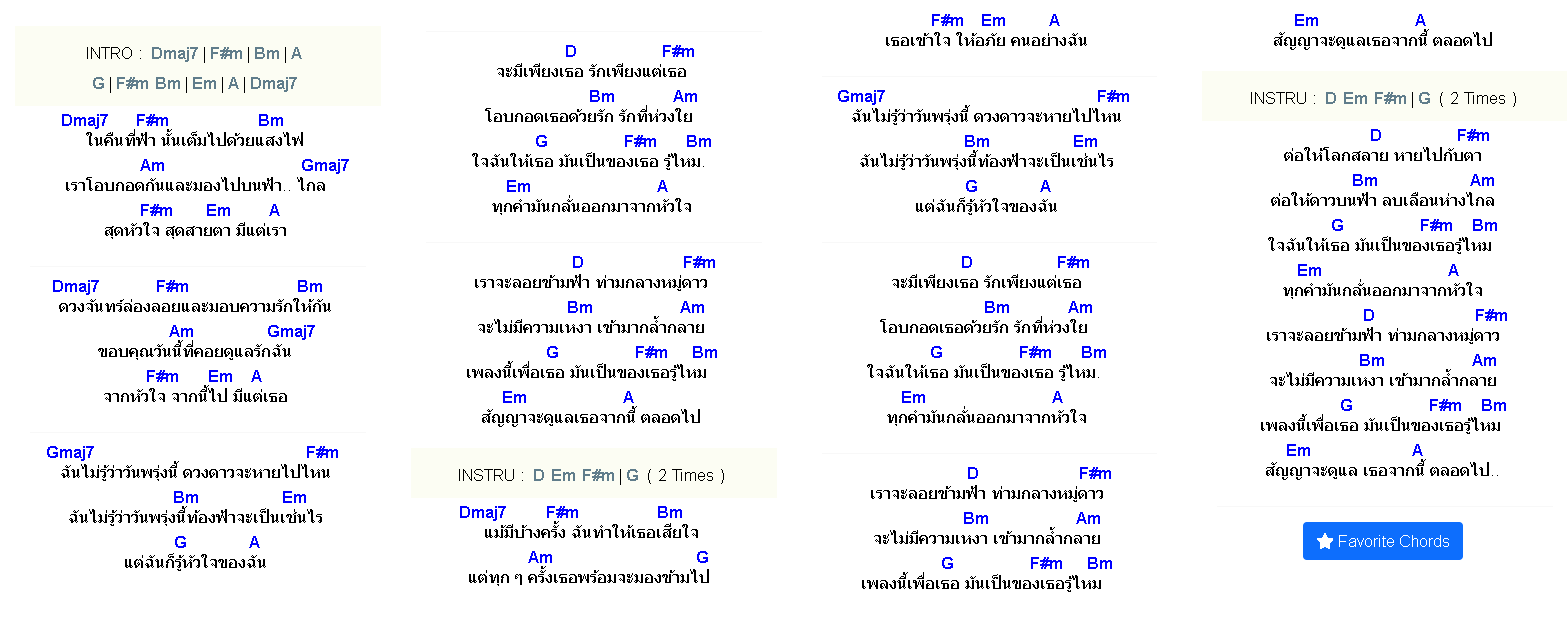 INTRO : Dmaj7 | F#m | Bm | A
G | F#m Bm | Em | A | Dmaj7
Dmaj7 F#m Bm
ในคืนที่ฟ้า นั้นเต็มไปด้วยแสงไฟ
Am Gmaj7
เราโอบกอดกันและมองไปบนฟ้า.. ไกล
F#m Em A
สุดหัวใจ สุดสายตา มีแต่เรา
Dmaj7 F#m Bm
ดวงจันทร์ล่องลอยและมอบความรักให้กัน
Am Gmaj7
ขอบคุณวันนี้ที่คอยดูแลรักฉัน
F#m Em A
จากหัวใจ จากนี้ไป มีแต่เธอ
Gmaj7 F#m
ฉันไม่รู้ว่าวันพรุ่งนี้ ดวงดาวจะหายไปไหน
Bm Em
ฉันไม่รู้ว่าวันพรุ่งนี้ท้องฟ้าจะเป็นเช่นไร
G A
แต่ฉันก็รู้หัวใจของฉัน
D F#m
จะมีเพียงเธอ รักเพียงแต่เธอ
Bm Am
โอบกอดเธอด้วยรัก รักที่ห่วงใย
G F#m Bm
ใจฉันให้เธอ มันเป็นของเธอ รู้ไหม.
Em A
ทุกคำมันกลั่นออกมาจากหัวใจ
D F#m
เราจะลอยข้ามฟ้า ท่ามกลางหมู่ดาว
Bm Am
จะไม่มีความเหงา เข้ามากล้ำกลาย
G F#m Bm
เพลงนี้เพื่อเธอ มันเป็นของเธอรู้ไหม
Em A
สัญญาจะดูแลเธอจากนี้ ตลอดไป
INSTRU : D Em F#m | G ( 2 Times )
Dmaj7 F#m Bm
แม้มีบ้างครั้ง ฉันทำให้เธอเสียใจ
Am G
แต่ทุก ๆ ครั้งเธอพร้อมจะมองข้ามไป
F#m Em A
เธอเข้าใจ ให้อภัย คนอย่างฉัน
Gmaj7 F#m
ฉันไม่รู้ว่าวันพรุ่งนี้ ดวงดาวจะหายไปไหน
Bm Em
ฉันไม่รู้ว่าวันพรุ่งนี้ท้องฟ้าจะเป็นเช่นไร
G A
แต่ฉันก็รู้หัวใจของฉัน
D F#m
จะมีเพียงเธอ รักเพียงแต่เธอ
Bm Am
โอบกอดเธอด้วยรัก รักที่ห่วงใย
G F#m Bm
ใจฉันให้เธอ มันเป็นของเธอ รู้ไหม.
Em A
ทุกคำมันกลั่นออกมาจากหัวใจ
D F#m
เราจะลอยข้ามฟ้า ท่ามกลางหมู่ดาว
Bm Am
จะไม่มีความเหงา เข้ามากล้ำกลาย
G F#m Bm
เพลงนี้เพื่อเธอ มันเป็นของเธอรู้ไหม
Em A
สัญญาจะดูแลเธอจากนี้ ตลอดไป
INSTRU : D Em F#m | G ( 2 Times )
D F#m
ต่อให้โลกสลาย หายไปกับตา
Bm Am
ต่อให้ดาวบนฟ้า ลบเลือนห่างไกล
G F#m Bm
ใจฉันให้เธอ มันเป็นของเธอรู้ไหม
Em A
ทุกคำมันกลั่นออกมาจากหัวใจ
D F#m
เราจะลอยข้ามฟ้า ท่ามกลางหมู่ดาว
Bm Am
จะไม่มีความเหงา เข้ามากล้ำกลาย
G F#m Bm
เพลงนี้เพื่อเธอ มันเป็นของเธอรู้ไหม
Em A
สัญญาจะดูแล เธอจากนี้ ตลอดไป..
Favorite Chords